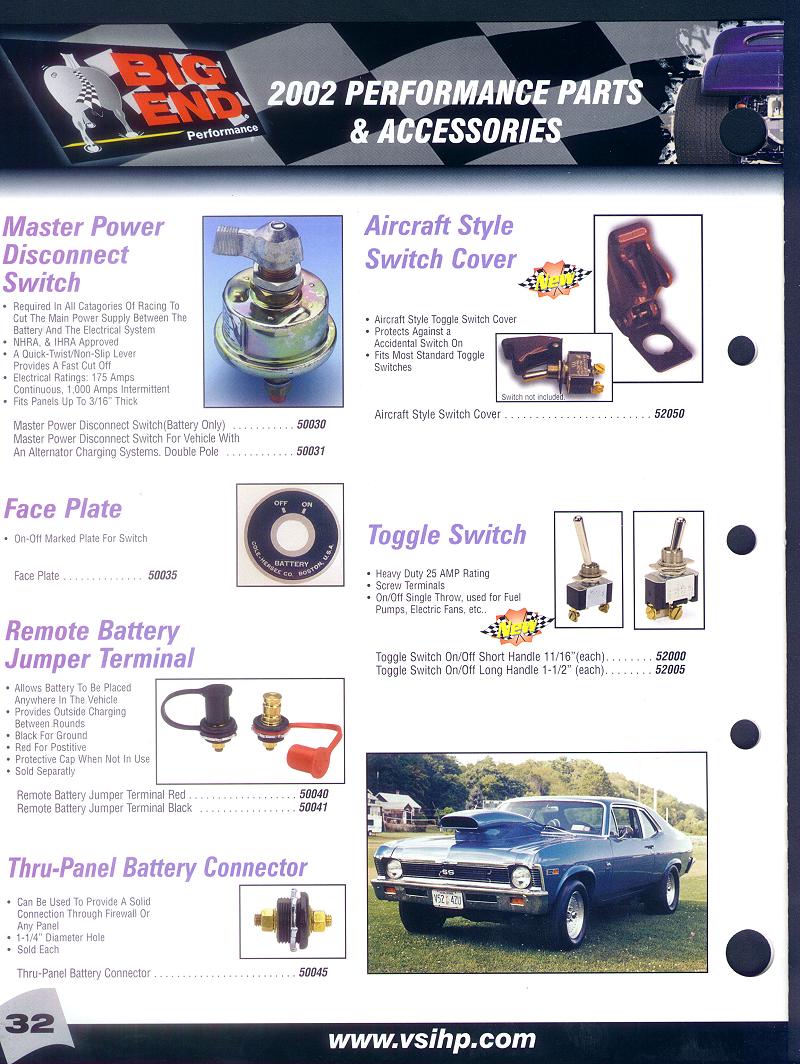 BIG
END
Performance
2002 PERFORMANCE PARTS
& ACCESSORIES
Master Power
Disconnect
Switch
• Required In All Catagories Of Racing To
Cut The Main Power Supply Between The
Battery And The Electrical System
• NHRA, & IHRA Approved
• A Quick-Twist/Non-Slip Lever
Provides A Fast Cut Off
• Electrical Ratings: 175 Amps
Continuous, 1,000 Amps Intermittent
• Fits Panels Up To 3/16" Thick
Master Power Disconnect Switch(Battery Only) . . . . . . . . . . . 50030
Master Power Disconnect Switch For Vehicle With
An Alternator Charging Systems. Double Pole . . . . . . . . . . . . 50031
Face Plate
• On-Off Marked Plate For Switch
Face Plate . . . . . . . . . . . . . . 50035
OFF ON
BATTERY
COLE-HERSEE CO. BOSTON, U.S.A.
Remote Battery
Jumper Terminal
• Allows Battery To Be Placed
Anywhere In The Vehicle
• Provides Outside Charging
Between Rounds
• Black For Ground
• Red For Postitive
• Protective Cap When Not In Use
• Sold Separatly
Remote Battery Jumper Terminal Red . . . . . . . . . . . . . . . . . . . 50040
Remote Battery Jumper Terminal Black . . . . . . . . . . . . . . . . . 50041
Thru-Panel Battery Connector
• Can Be Used To Provide A Solid
Connection Through Firewall Or
Any Panel
• 1-1/4" Diameter Hole
• Sold Each
Thru-Panel Battery Connector . . . . . . . . . . . . . . . . . . . . . . . . . 50045
Aircraft Style
Switch Cover
New
• Aircraft Style Toggle Switch Cover
• Protects Against a
Accidental Switch On
• Fits Most Standard Toggle
Switches
Switch not included.
Aircraft Style Switch Cover . . . . . . . . . . . . . . . . . . . . . . . . . 52050
Toggle Switch
• Heavy Duty 25 AMP Rating
• Screw Terminals
• On/Off Single Throw, used for Fuel
Pumps, Electric Fans, etc..
New
Toggle Switch On/Off Short Handle 11/16"(each). . . . . . . . 52000
Toggle Switch On/Off Long Handle 1-1/2" (each). . . . . . . . 52005
SS
VSZ 4ZU
32
www.vsihp.com